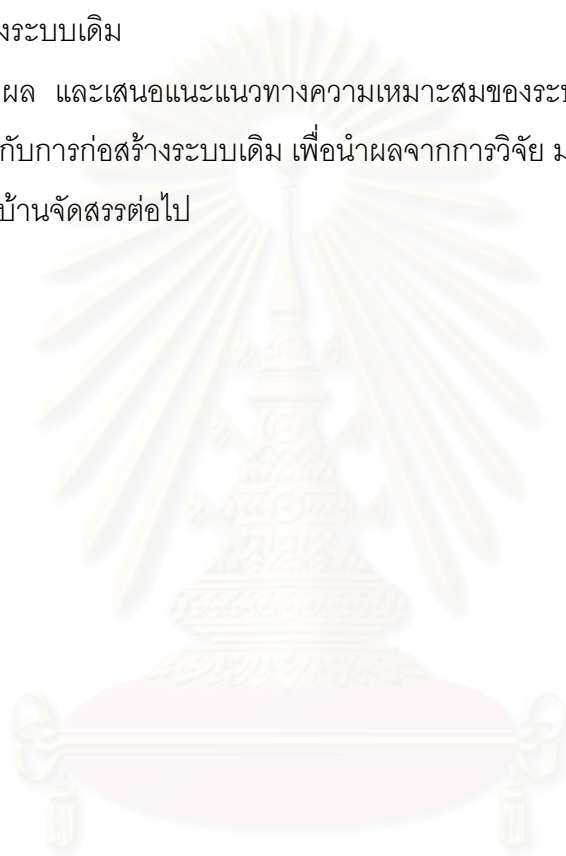 งระบบเดิม
ผล และเสนอแนะแนวทางความเหมาะสมของระบ
กับการก่อสร้างระบบเดิม เพื่อนำผลจากการวิจัย ม
บ้านจัดสรรต่อไป